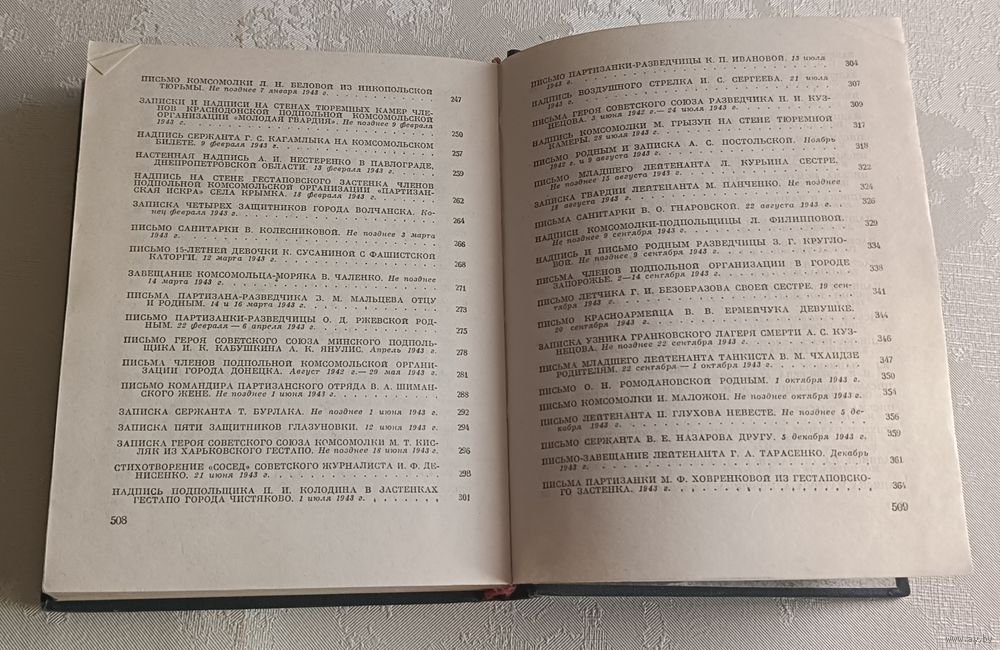 ПИСЬМО КОМСОМОЛКИ Л. Н. БЕЛОВОЙ ИЗ НИКОПОЛЬСКОЙ
ТЮРЬМЫ. Не позднее 7 января 1943 г. 247
ЗАПИСКИ И НАДПИСИ НА СТЕНАХ ТЮРЕМНЫХ КАМЕР ЧЛЕ-
НОВ КРАСНОДОНСКОЙ ПОДПОЛЬНОЙ КОМСОМОЛЬСКОЙ
ОРГАНИЗАЦИИ «МОЛОДАЯ ГВАРДИЯ». Не позднее 9 февраля
1943 г. 250
НАДПИСЬ СЕРЖАНТА Г. С. КАГАМЛЫКА НА КОМСОМОЛЬСКОМ
БИЛЕТЕ. 9 февраля 1943 г. 257
НАСТЕННАЯ НАДПИСЬ А. И. НЕСТЕРЕНКО В ПАВЛОГРАДЕ,
ДНЕПРОПЕТРОВСКОЙ ОБЛАСТИ. 13 февраля 1943 г. 259
НАДПИСЬ НА СТЕНЕ ГЕСТАПОВСКОГО ЗАСТЕНКА ЧЛЕНОВ
ПОДПОЛЬНОЙ КОМСОМОЛЬСКОЙ ОРГАНИЗАЦИИ «ПАРТИЗАН-
СКАЯ ИСКРА» СЕЛА КРЫМКА. 18 февраля 1943 г. 262
ЗАПИСКА ЧЕТЫРЕХ ЗАЩИТНИКОВ ГОРОДА ВОЛЧАНСКА. Ко-
нец февраля 1943 г. 264
ПИСЬМО САНИТАРКИ В. КОЛЕСНИКОВОЙ. Не позднее 3 марта
1943 г. 266
ПИСЬМО 15-ЛЕТНЕЙ ДЕВОЧКИ К. СУСАНИНОЙ С ФАШИСТСКОЙ
КАТОРГИ. 12 марта 1943 г. 268
ЗАВЕЩАНИЕ КОМСОМОЛЬЦА-МОРЯКА В. ЧАЛЕНКО. Не позднее
14 марта 1943 г. 271
ПИСЬМА ПАРТИЗАНА-РАЗВЕДЧИКА З. М. МАЛЬЦЕВА ОТЦУ
И РОДНЫМ. 14 и 16 марта 1943 г. 273
ПИСЬМО ПАРТИЗАНКИ-РАЗВЕДЧИЦЫ О. Д. РЖЕВСКОЙ РОД-
НЫМ. 22 февраля — 6 апреля 1943 г. 275
ПИСЬМО ГЕРОЯ СОВЕТСКОГО СОЮЗА МИНСКОГО ПОДПОЛЬ-
ЩИКА И. К. КАБУШКИНА А. К. ЯНУЛИС. Апрель 1943 г. 278
ПИСЬМА ЧЛЕНОВ ПОДПОЛЬНОЙ КОМСОМОЛЬСКОЙ ОРГАНИ-
ЗАЦИИ ГОРОДА ДОНЕЦКА. Август 1942 г.— 29 мая 1943 г. 281
ПИСЬМО КОМАНДИРА ПАРТИЗАНСКОГО ОТРЯДА В. А. ШИМАН-
СКОГО ЖЕНЕ. Не позднее 1 июня 1943 г. 288
ЗАПИСКА СЕРЖАНТА Т. БУРЛАКА. Не позднее 1 июня 1943 г. 292
ЗАПИСКА ПЯТИ ЗАЩИТНИКОВ ГЛАЗУНОВКИ. 12 июня 1943 г. 294
ЗАПИСКА ГЕРОЯ СОВЕТСКОГО СОЮЗА КОМСОМОЛКИ М. Т. КИС-
ЛЯК ИЗ ХАРЬКОВСКОГО ГЕСТАПО. Не позднее 18 июня 1943 г. 296
СТИХОТВОРЕНИЕ «СОСЕД» СОВЕТСКОГО ЖУРНАЛИСТА И. Ф. ДЕ-
НИСЕНКО. 21 июня 1943 г. 298
НАДПИСЬ ПОДПОЛЬЩИКА П. И. КОЛОДИНА В ЗАСТЕНКАХ
ГЕСТАПО ГОРОДА ЧИСТЯКОВО. 1 июля 1943 г. 301
508
ПИСЬМО ПАРТИЗАНКИ-РАЗВЕДЧИЦЫ К. П. ИВАНОВОЙ. 13 июля
1943 г. 304
НАДПИСЬ ВОЗДУШНОГО СТРЕЛКА И. С. СЕРГЕЕВА. 21 июля
1943 г. 307
ПИСЬМА ГЕРОЯ СОВЕТСКОГО СОЮЗА РАЗВЕДЧИКА Н. И. КУЗ-
НЕЦОВА. 3 июня 1942 г.— 24 июля 1943 г. 309
НАДПИСЬ КОМСОМОЛКИ М. ГРЫЗУН НА СТЕНЕ ТЮРЕМНОЙ
КАМЕРЫ. 28 июля 1943 г. 317
ПИСЬМО РОДНЫМ И ЗАПИСКА А. С. ПОСТОЛЬСКОЙ. Ноябрь
1942 г. и 9 августа 1943 г. 318
ПИСЬМО МЛАДШЕГО ЛЕЙТЕНАНТА Л. КУРЬИНА СЕСТРЕ.
Не позднее 15 августа 1943 г. 322
ЗАПИСКА ГВАРДИИ ЛЕЙТЕНАНТА М. ПАНЧЕНКО. Не позднее
18 августа 1943 г. 324
ПИСЬМА САНИТАРКИ В. О. ГНАРОВСКОЙ. 22 августа 1943 г. 326
НАДПИСИ КОМСОМОЛКИ-ПОДПОЛЬЩИЦЫ Л. ФИЛИППОВОЙ.
Не позднее 9 сентября 1943 г. 329
НАДПИСЬ И ПИСЬМО РОДНЫМ РАЗВЕДЧИЦЫ З. Г. КРУГЛО-
ВОЙ. Не позднее 9 сентября 1943 г. 334
ПИСЬМА ЧЛЕНОВ ПОДПОЛЬНОЙ ОРГАНИЗАЦИИ В ГОРОДЕ
ЗАПОРОЖЬЕ. 2—14 сентября 1943 г. 338
ПИСЬМО ЛЕТЧИКА Г. И. БЕЗОБРАЗОВА СВОЕЙ СЕСТРЕ. 19 сен-
тября 1943 г. 341
ПИСЬМО КРАСНОАРМЕЙЦА В. В. ЕРМЕЙЧУКА ДЕВУШКЕ.
20 сентября 1943 г. 344
ЗАПИСКА УЗНИКА ГРАНКОВСКОГО ЛАГЕРЯ СМЕРТИ А. С. КУЗ-
НЕЦОВА. Не позднее 22 сентября 1943 г. 346
ПИСЬМА МЛАДШЕГО ЛЕЙТЕНАНТА ТАНКИСТА В. М. ЧХАИДЗЕ
РОДИТЕЛЯМ. 22 сентября — 1 октября 1943 г. 347
ПИСЬМО О. Н. РОМОДАНОВОЙ РОДНЫМ. 1 октября 1943 г. 350
ПИСЬМО КОМСОМОЛКИ Н. МАЛОЖОН. Не позднее октября 1943 г. 354
ПИСЬМО ЛЕЙТЕНАНТА П. ГЛУХОВА НЕВЕСТЕ. Не позднее 5 де-
кабря 1943 г. 356
ПИСЬМО СЕРЖАНТА В. Е. НАЗАРОВА ДРУГУ. 5 декабря 1943 г. 359
ПИСЬМО-ЗАВЕЩАНИЕ ЛЕЙТЕНАНТА Г. А. ТАРАСЕНКО. Декабрь
1943 г. 361
ПИСЬМА ПАРТИЗАНКИ М. Ф. ХОВРЕНКОВОЙ ИЗ ГЕСТАПОВСКО-
ГО ЗАСТЕНКА. 1943 г. 364
509
www.ay.by